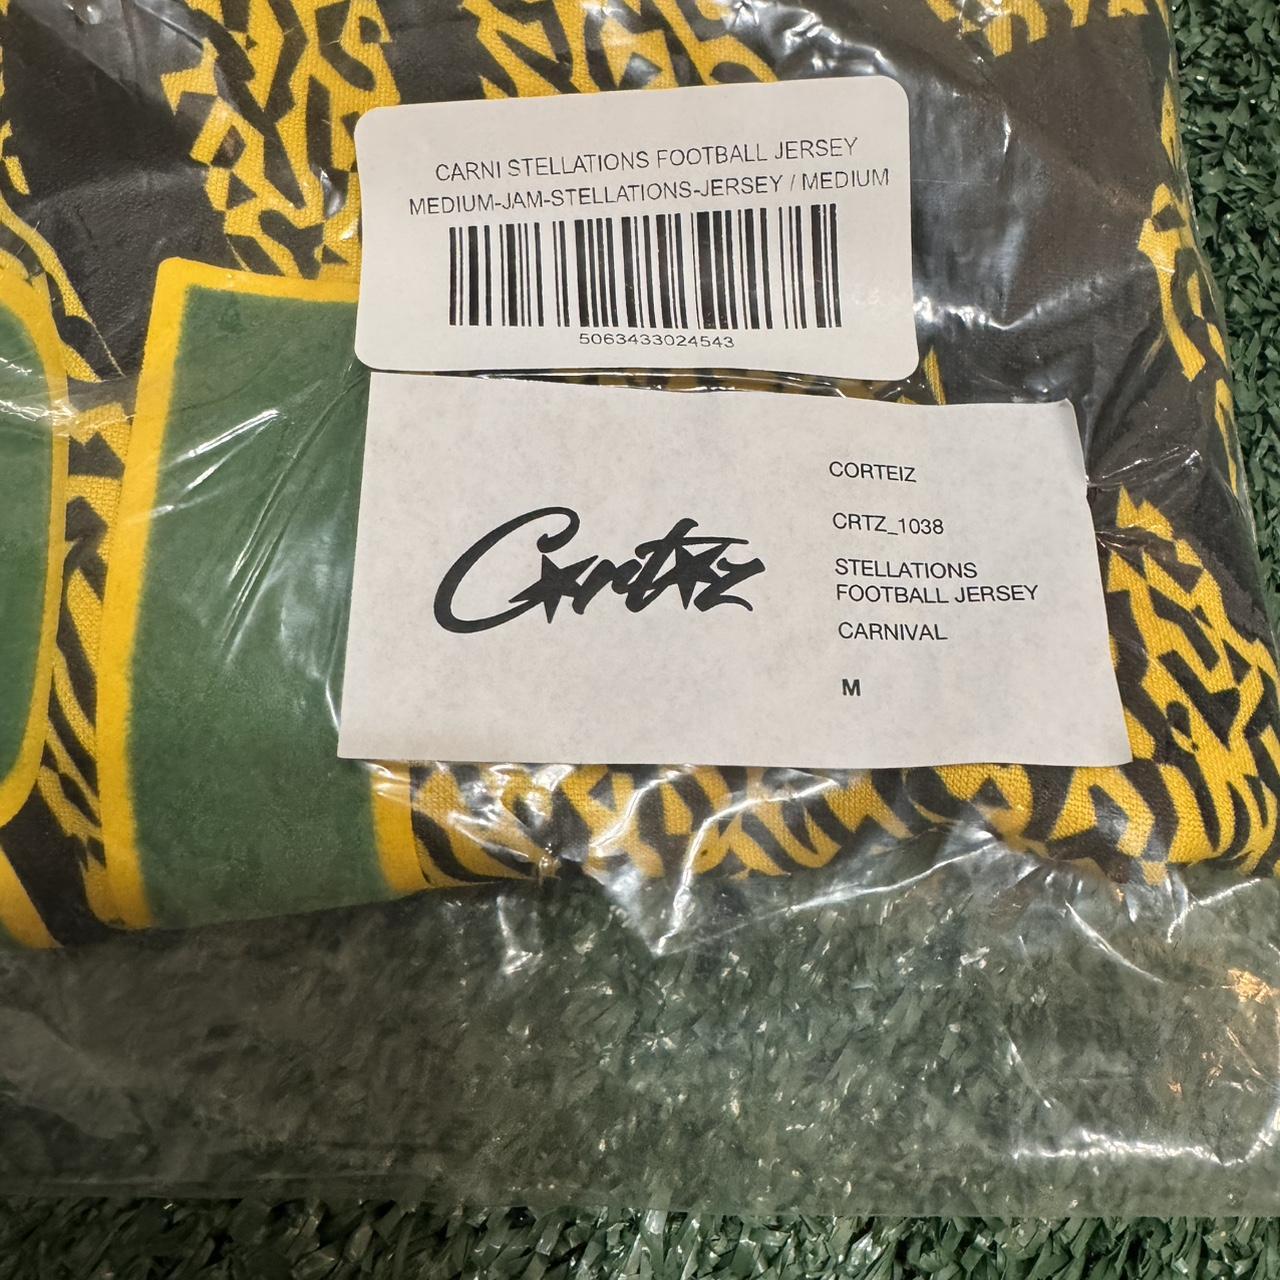 CARNI STELLATIONS FOOTBALL JERSEY
MEDIUM-JAM-STELLATIONS-JERSEY / MEDIUM
5063433024543
Crtz
CORTEIZ
CRTZ_1038
STELLATIONS
FOOTBALL JERSEY
CARNIVAL
M